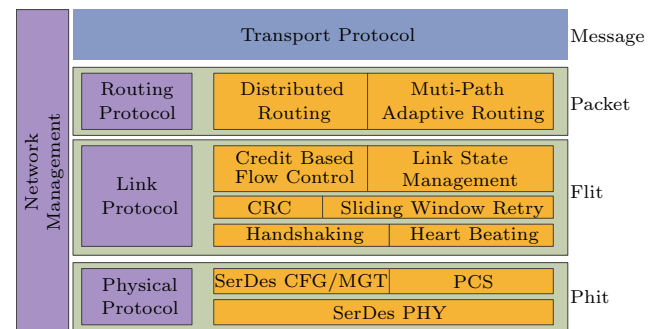 Network
Management
Transport Protocol
Message
Routing
Protocol
Distributed
Routing
Muti-Path
Adaptive Routing
Packet
Link
Protocol
Credit Based
Flow Control
Link State
Management
CRC
Sliding Window Retry
Handshaking
Heart Beating
Flit
Physical
Protocol
SerDes CFG/MGT
PCS
SerDes PHY
Phit